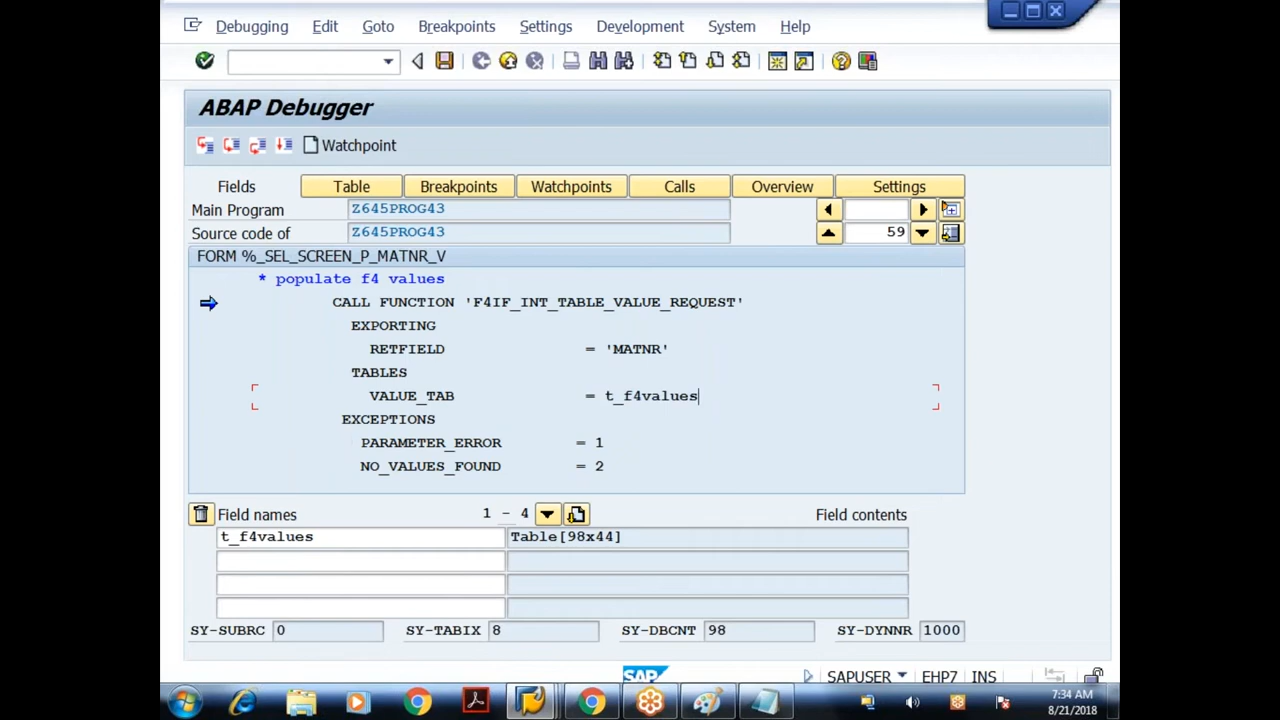 Debugging Edit Goto Breakpoints Settings Development System Help
ABAP Debugger
Watchpoint
Fields Table Breakpoints Watchpoints Calls Overview Settings
Main Program Z645PROG43
Source code of Z645PROG43 59
FORM %_SEL_SCREEN_P_MATNR_V
* populate f4 values
CALL FUNCTION 'F4IF_INT_TABLE_VALUE_REQUEST'
EXPORTING
RETFIELD = 'MATNR'
TABLES
VALUE_TAB = t_f4values
EXCEPTIONS
PARAMETER_ERROR = 1
NO_VALUES_FOUND = 2
Field names 1 - 4 Field contents
t_f4values Table[98x44]
SY-SUBRC 0 SY-TABIX 8 SY-DBCNT 98 SY-DYNNR 1000
SAP SAPUSER EHP7 INS
7:34 AM
8/21/2018